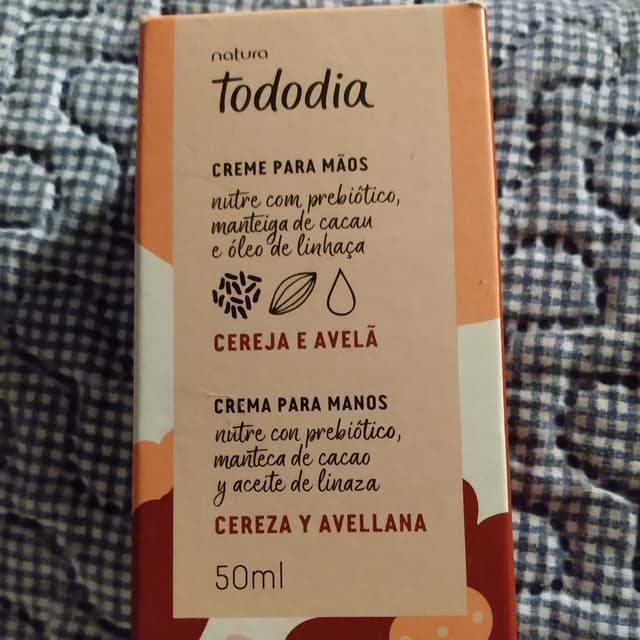 natura
Tododia
CREME PARA MÃOS
nutre com prebiótico,
manteiga de cacau
e óleo de linhaça
CEREJA E AVELÃ
CREMA PARA MANOS
nutre con prebiótico,
manteca de cacao
y aceite de linaza
CEREZA Y AVELLANA
50ml